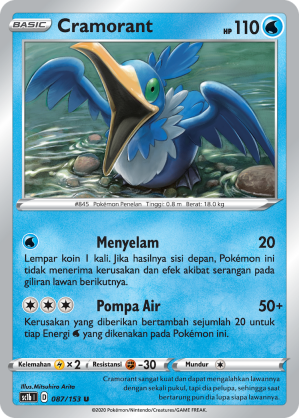 BASIC Cramorant HP 110
#845 Pokémon Penelan Tinggi: 0.8 m Berat: 18.0 kg
Menyelam 20
Lempar koin 1 kali. Jika hasilnya sisi depan, Pokémon ini
tidak menerima kerusakan dan efek akibat serangan pada
giliran lawan berikutnya.
Pompa Air 50+
Kerusakan yang diberikan bertambah sejumlah 20 untuk
tiap Energi yang dikenakan pada Pokémon ini.
Kelemahan × 2 Resistansi -30 Mundur
Illus. Mitsuhiro Arita
sc1b I D 087/153 U
Cramorant sangat kuat dan dapat mengalahkan lawannya
dengan sekali pukul, tapi dia pelupa, sehingga saat
bertarung pun dia lupa siapa lawannya.
©2020 Pokémon/Nintendo/Creatures/GAME FREAK.